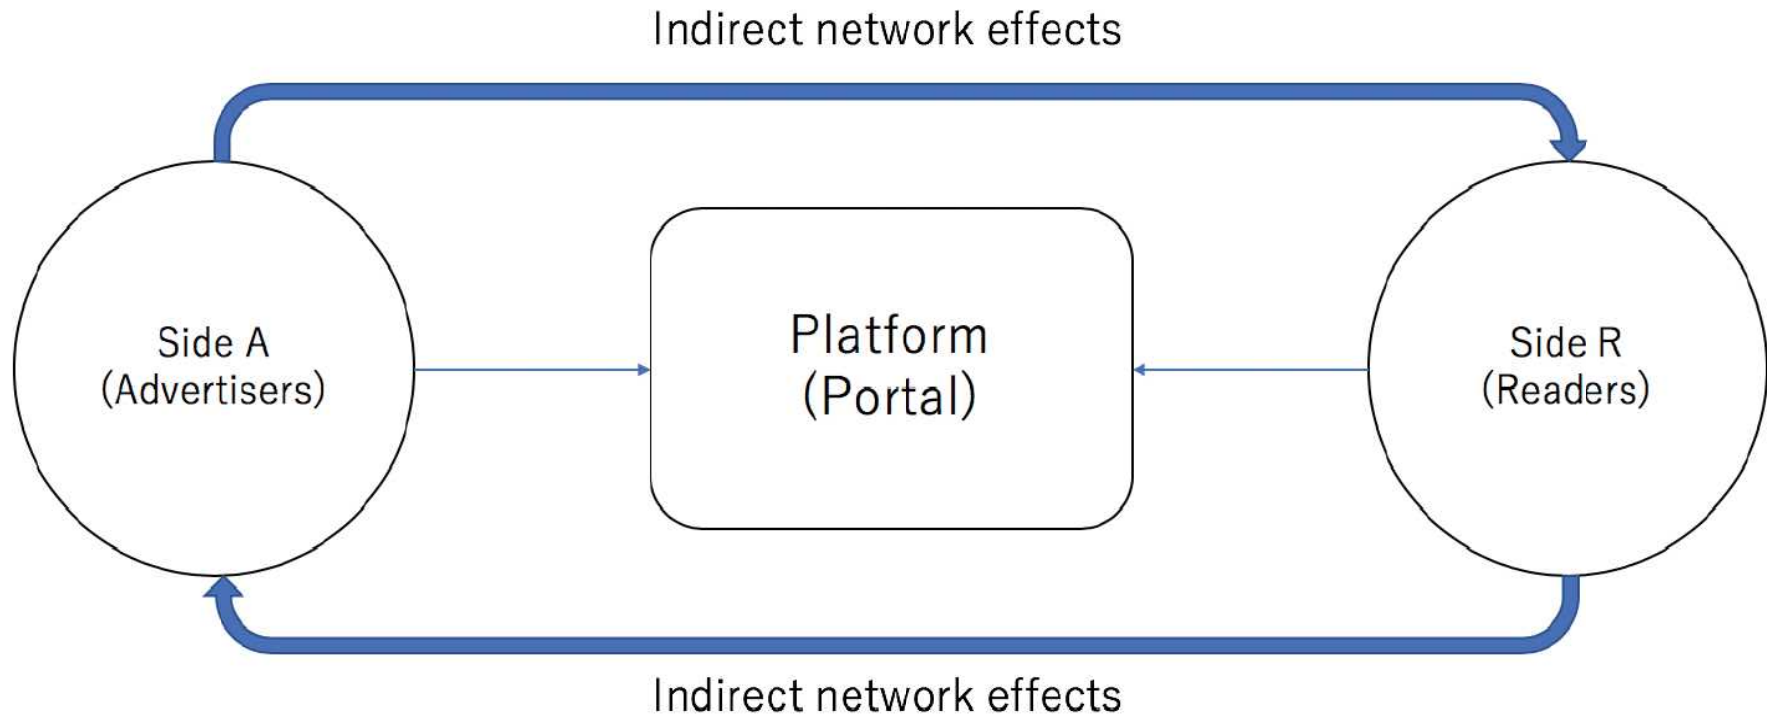 Indirect network effects
Side A
(Advertisers)
Platform
(Portal)
Side R
(Readers)
Indirect network effects